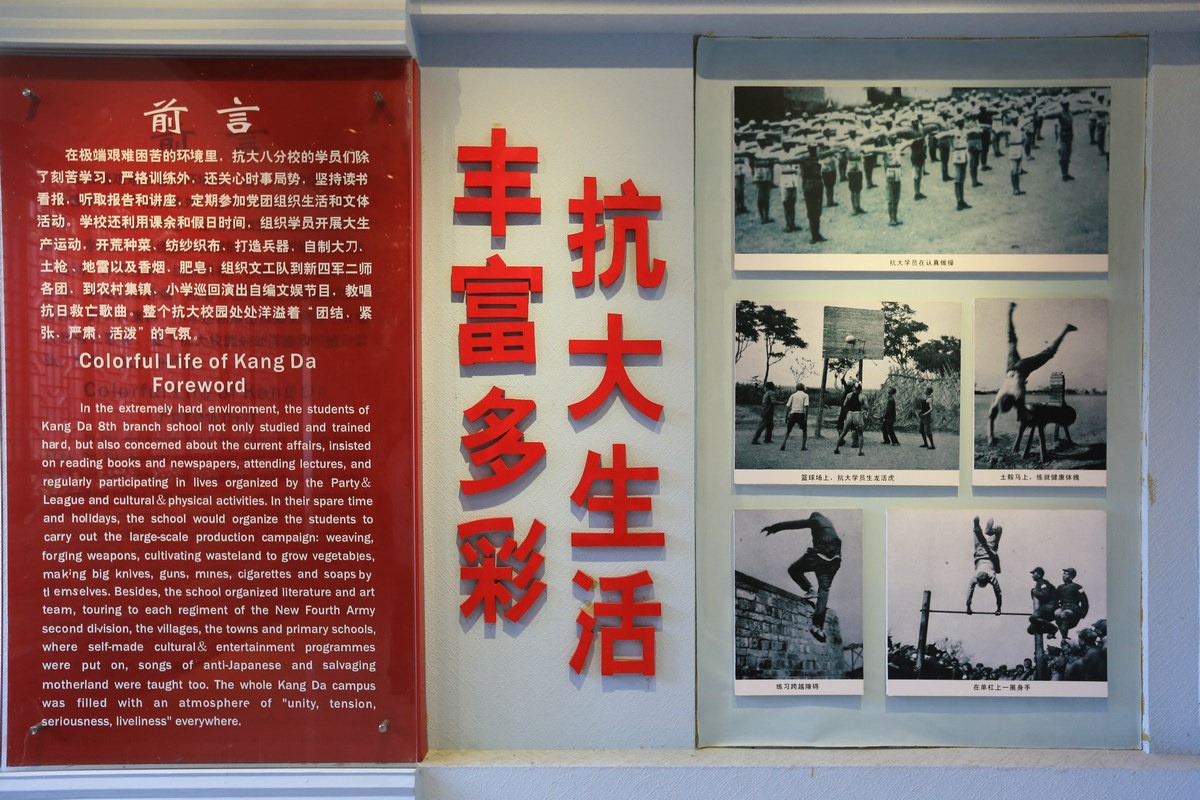 前言
在极端艰难困苦的环境里，抗大八分校的学员们除
了刻苦学习、严格训练外，还关心时事局势，坚持读书
看报，听取报告和讲座，定期参加党团组织生活和文体
活动。学校还利用课余和假日时间，组织学员开展大生
产运动，开荒种菜、纺纱织布、打造兵器、自制大刀、
土枪、地雷以及香烟、肥皂；组织文工队到新四军二师
各团，到农村集镇、小学巡回演出自编文娱节目，教唱
抗日救亡歌曲。整个抗大校园处处洋溢着“团结、紧
张、严肃、活泼”的气氛。
Colorful Life of Kang Da
Foreword
In the extremely hard environment, the students of
Kang Da 8th branch school not only studied and trained
hard, but also concerned about the current affairs, insisted
on reading books and newspapers, attending lectures, and
regularly participating in lives organized by the Party&
League and cultural&physical activities. In their spare time
and holidays, the school would organize the students to
carry out the large-scale production campaign: weaving,
forging weapons, cultivating wasteland to grow vegetables,
making big knives, guns, mines, cigarettes and soaps by
themselves. Besides, the school organized literature and art
team, touring to each regiment of the New Fourth Army
second division, the villages, the towns and primary schools,
where self-made cultural& entertainment programmes
were put on, songs of anti-Japanese and salvaging
motherland were taught too. The whole Kang Da campus
was filled with an atmosphere of "unity, tension,
seriousness, liveliness" everywhere.
抗大生活
丰富多彩
抗大学员在认真做操
篮球场上，抗大学员生龙活虎
土鞍马上，练就健康体魄
练习跨越障碍
在单杠上一展身手